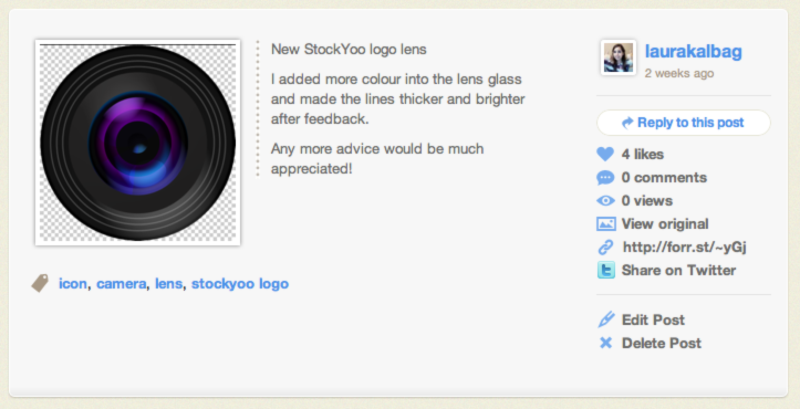 New StockYoo logo lens
I added more colour into the lens glass
and made the lines thicker and brighter
after feedback.
Any more advice would be much
appreciated!
icon, camera, lens, stockyoo logo
laurakalbag
2 weeks ago
Reply to this post
4 likes
0 comments
0 views
View original
http://forr.st/~yGj
Share on Twitter
Edit Post
Delete Post